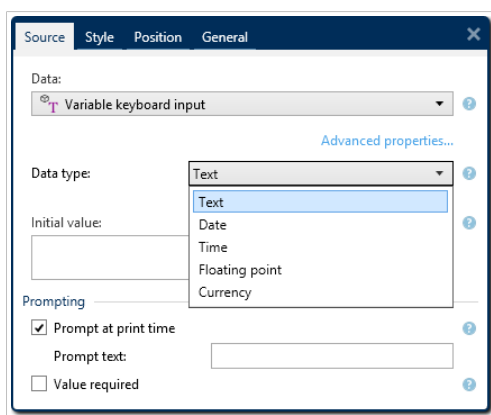 Source Style Position General
Data:
Variable keyboard input
Advanced properties...
Data type: Text
Text
Date
Initial value:
Time
Floating point
Currency
Prompting
Prompt at print time
Prompt text:
Value required